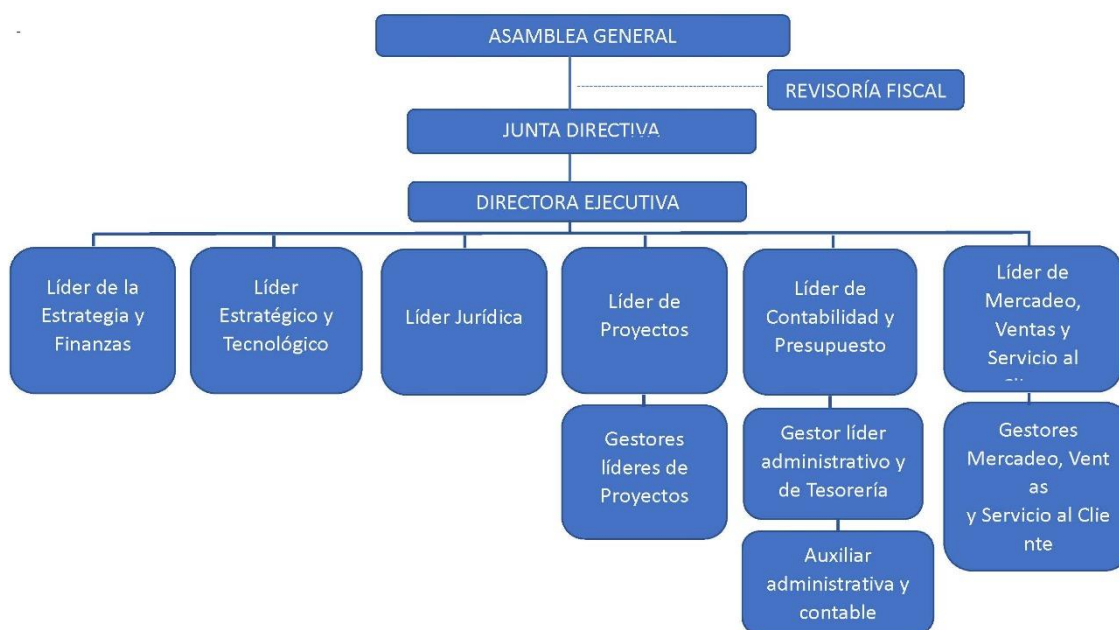 ASAMBLEA GENERAL
REVISORÍA FISCAL
JUNTA DIRECTIVA
DIRECTORA EJECUTIVA
Líder de la
Estrategia y
Finanzas
Líder
Estratégico y
Tecnológico
Líder Jurídica
Líder de
Proyectos
Líder de
Contabilidad y
Presupuesto
Líder de
Mercadeo,
Ventas y
Servicio al
Gestores
líderes de
Proyectos
Gestor líder
administrativo y
de Tesorería
Auxiliar
administrativa y
contable
Gestores
Mercadeo, Vent
as
y Servicio al Clie
nte